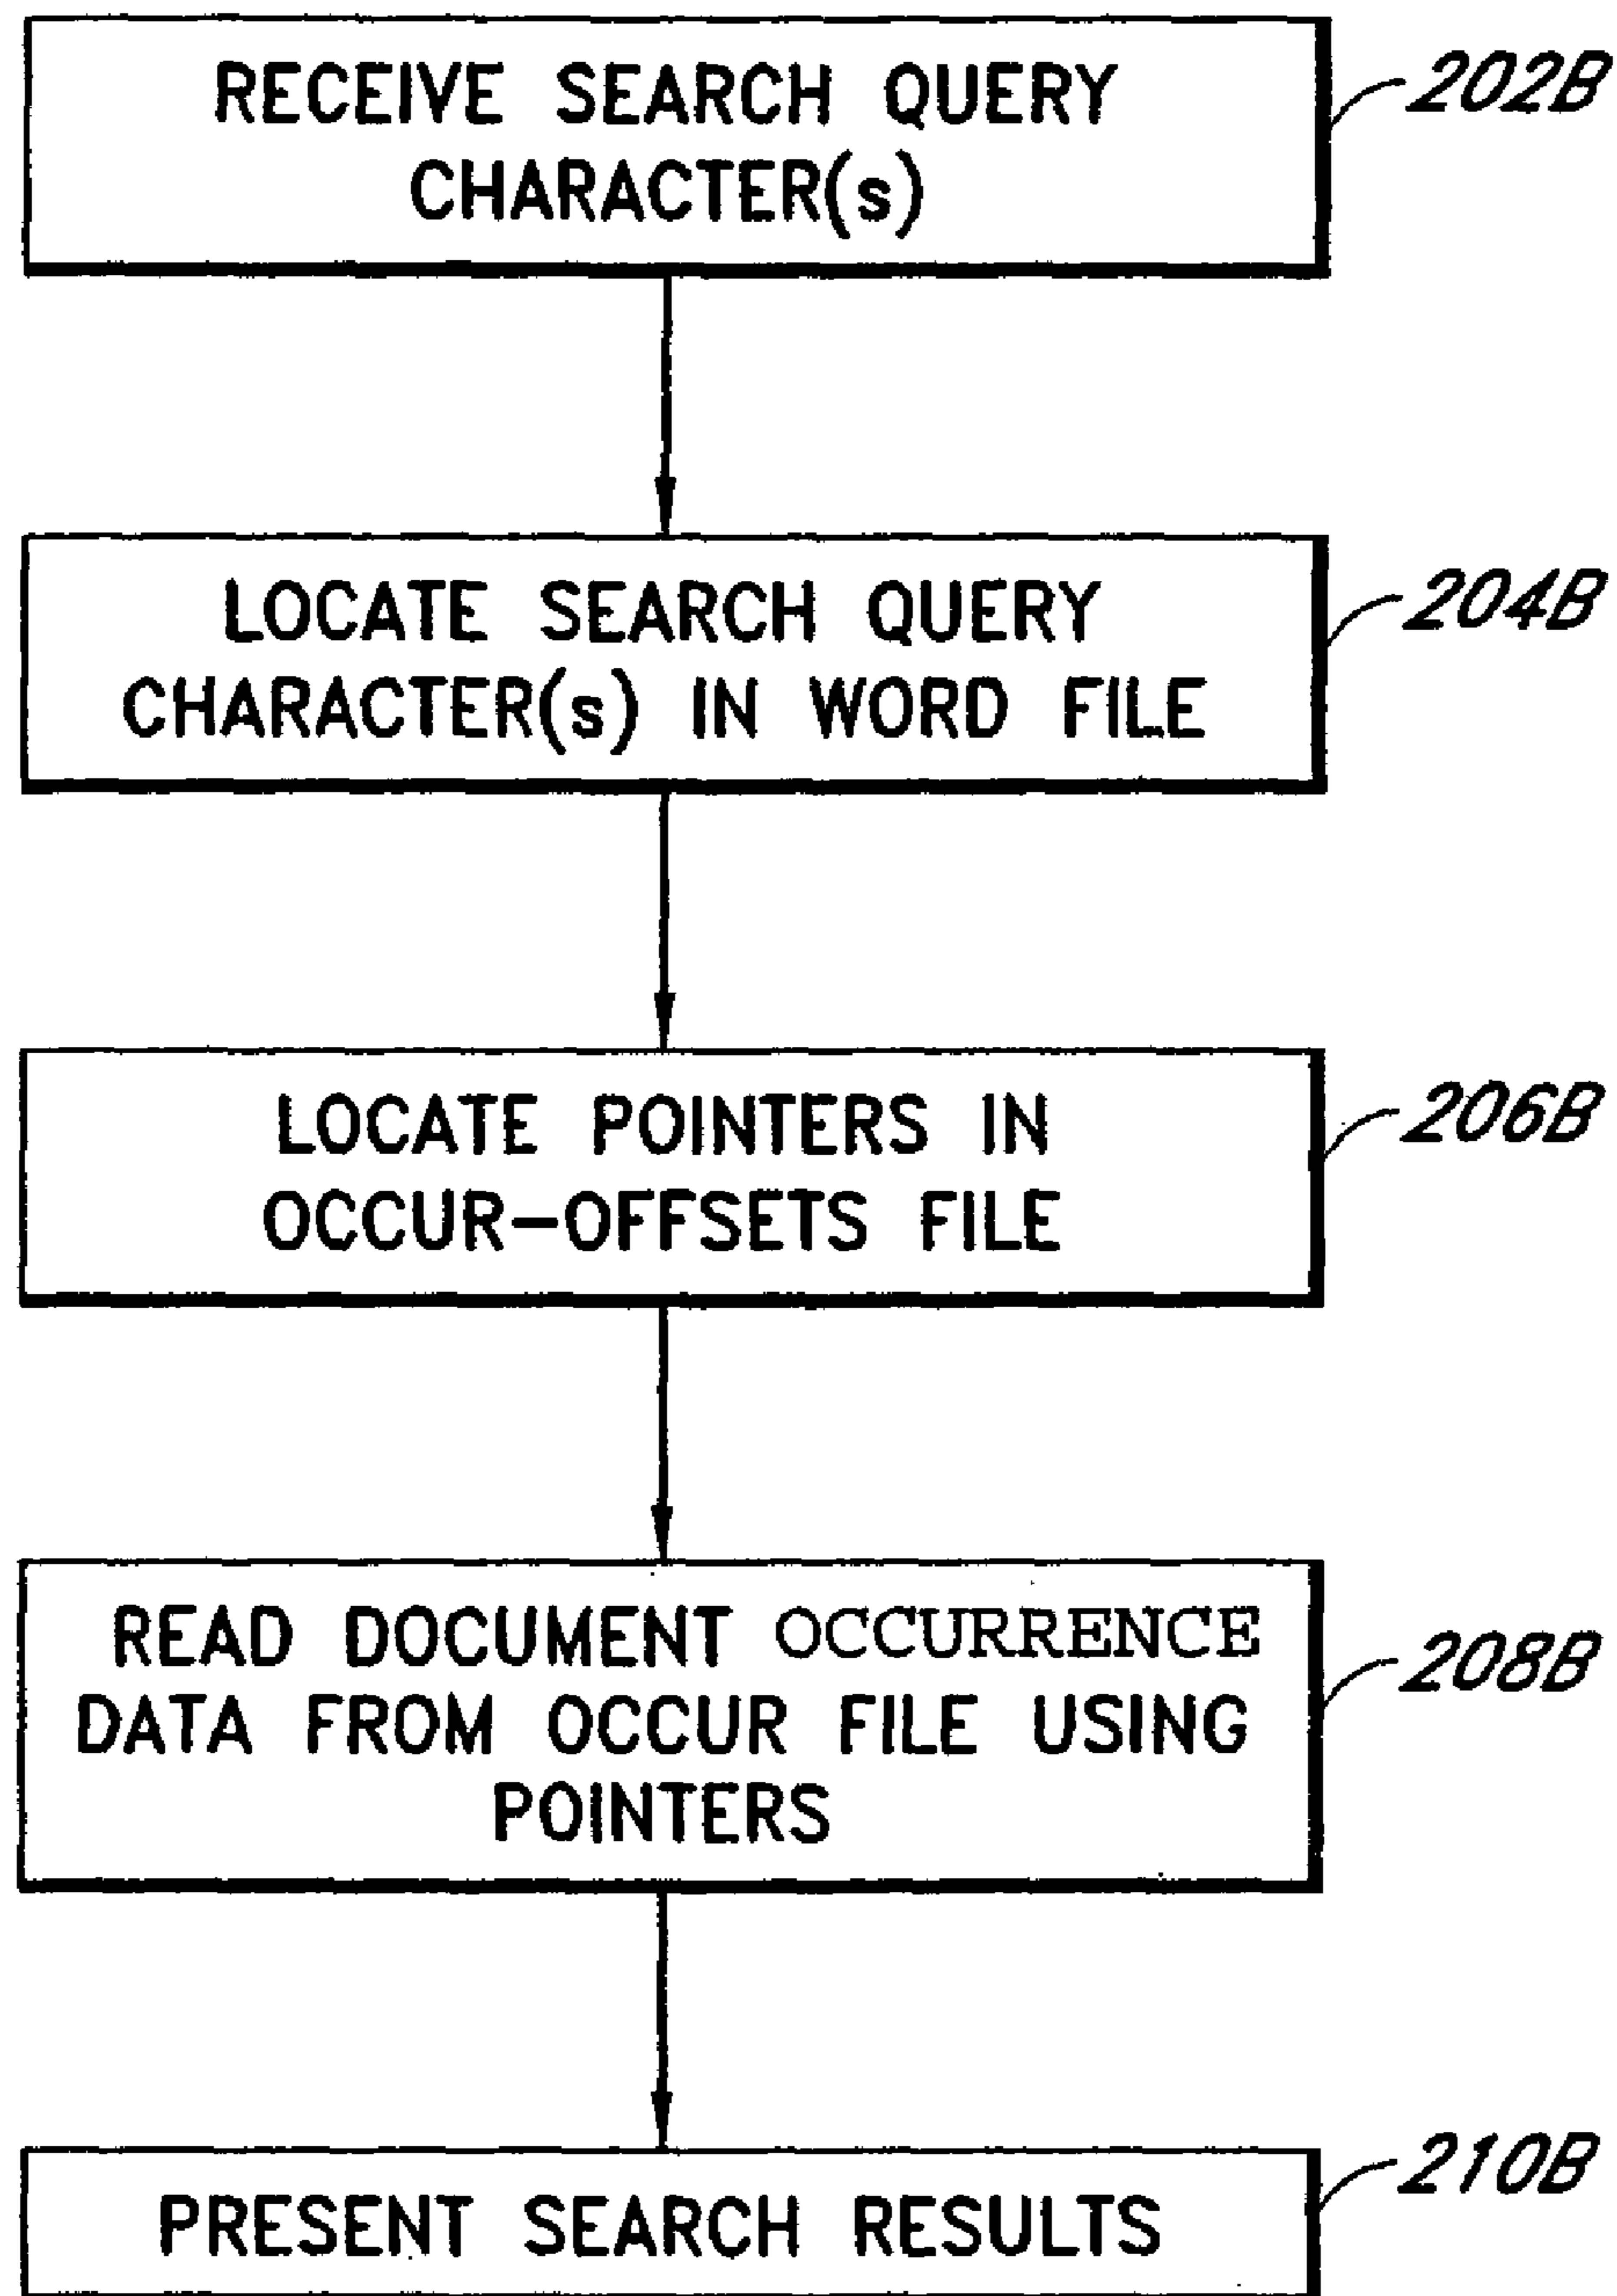 RECEIVE SEARCH QUERY
CHARACTER(s)
202B
LOCATE SEARCH QUERY
CHARACTER(s) IN WORD FILE
204B
LOCATE POINTERS IN
OCCUR-OFFSETS FILE
206B
READ DOCUMENT OCCURRENCE
DATA FROM OCCUR FILE USING
POINTERS
208B
PRESENT SEARCH RESULTS
210B